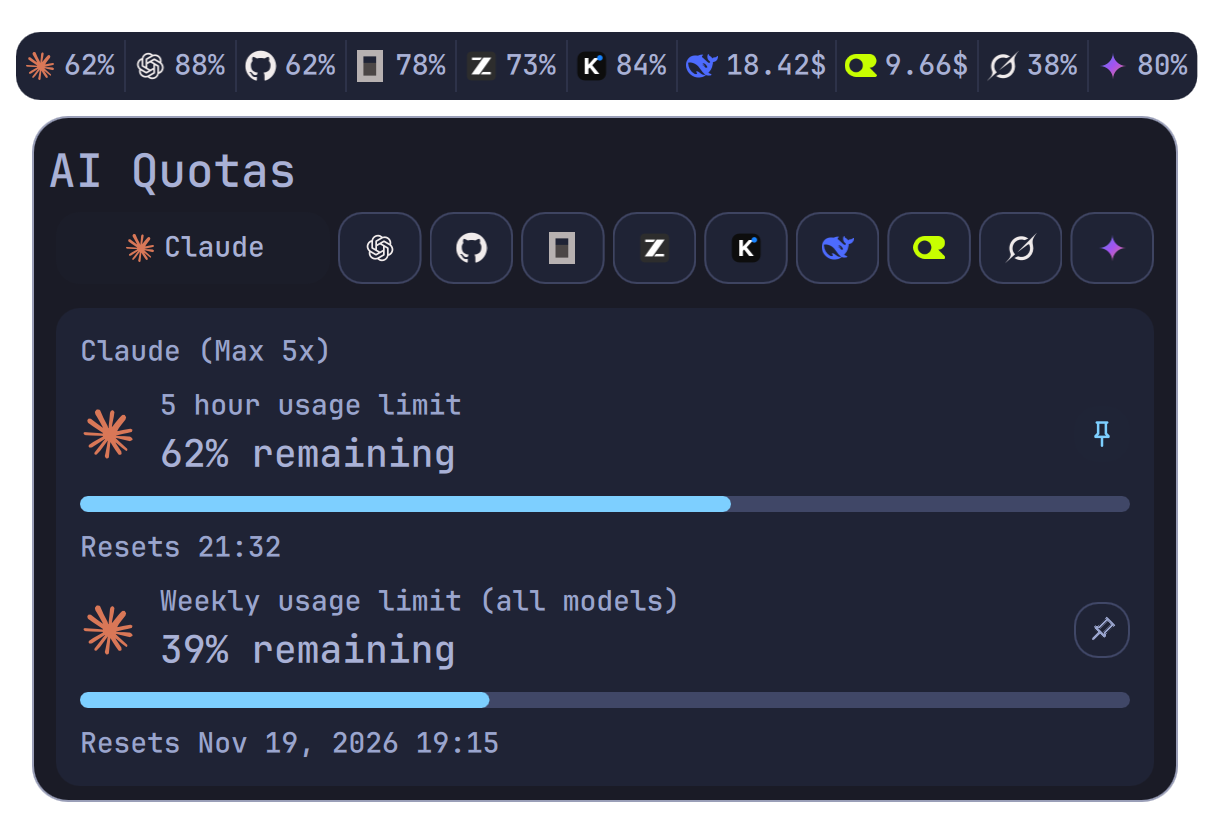 62% 88% 62% 78% 73% 84% 18.42$ 9.66$ 38% 80%
AI Quotas
Claude
Claude (Max 5x)
5 hour usage limit
62% remaining
Resets 21:32
Weekly usage limit (all models)
39% remaining
Resets Nov 19, 2026 19:15